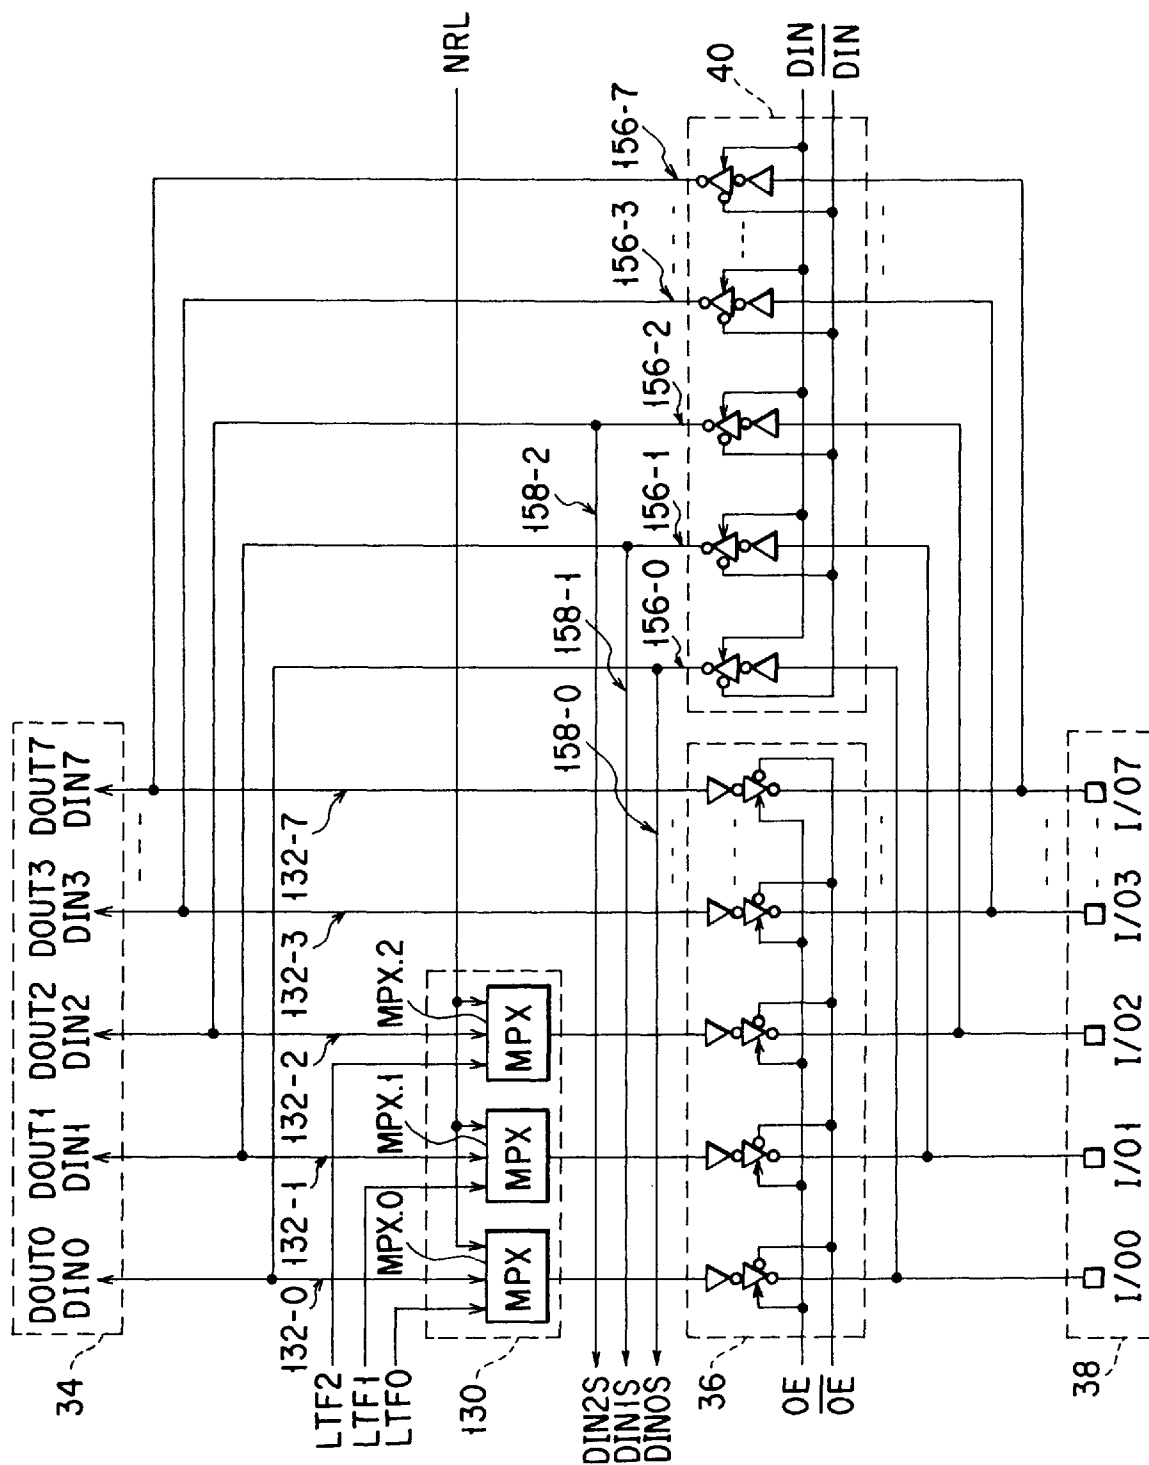 34
DOUT0 DOUT1 DOUT2 DOUT3 DOUT7
DIN0 DIN1 DIN2 DIN3 DIN7
132-0
132-1
132-2
132-3
132-7
LTF2
LTF1
LTF0
MPX.0
MPX.1
MPX.2
NRL
130
MPX
MPX
MPX
158-0
158-1
158-2
156-0
156-1
156-2
156-3
156-7
DIN2S
DIN1S
DIN0S
36
40
OE
OE
DIN
DIN
38
I/O0 I/O1 I/O2 I/O3 I/O7